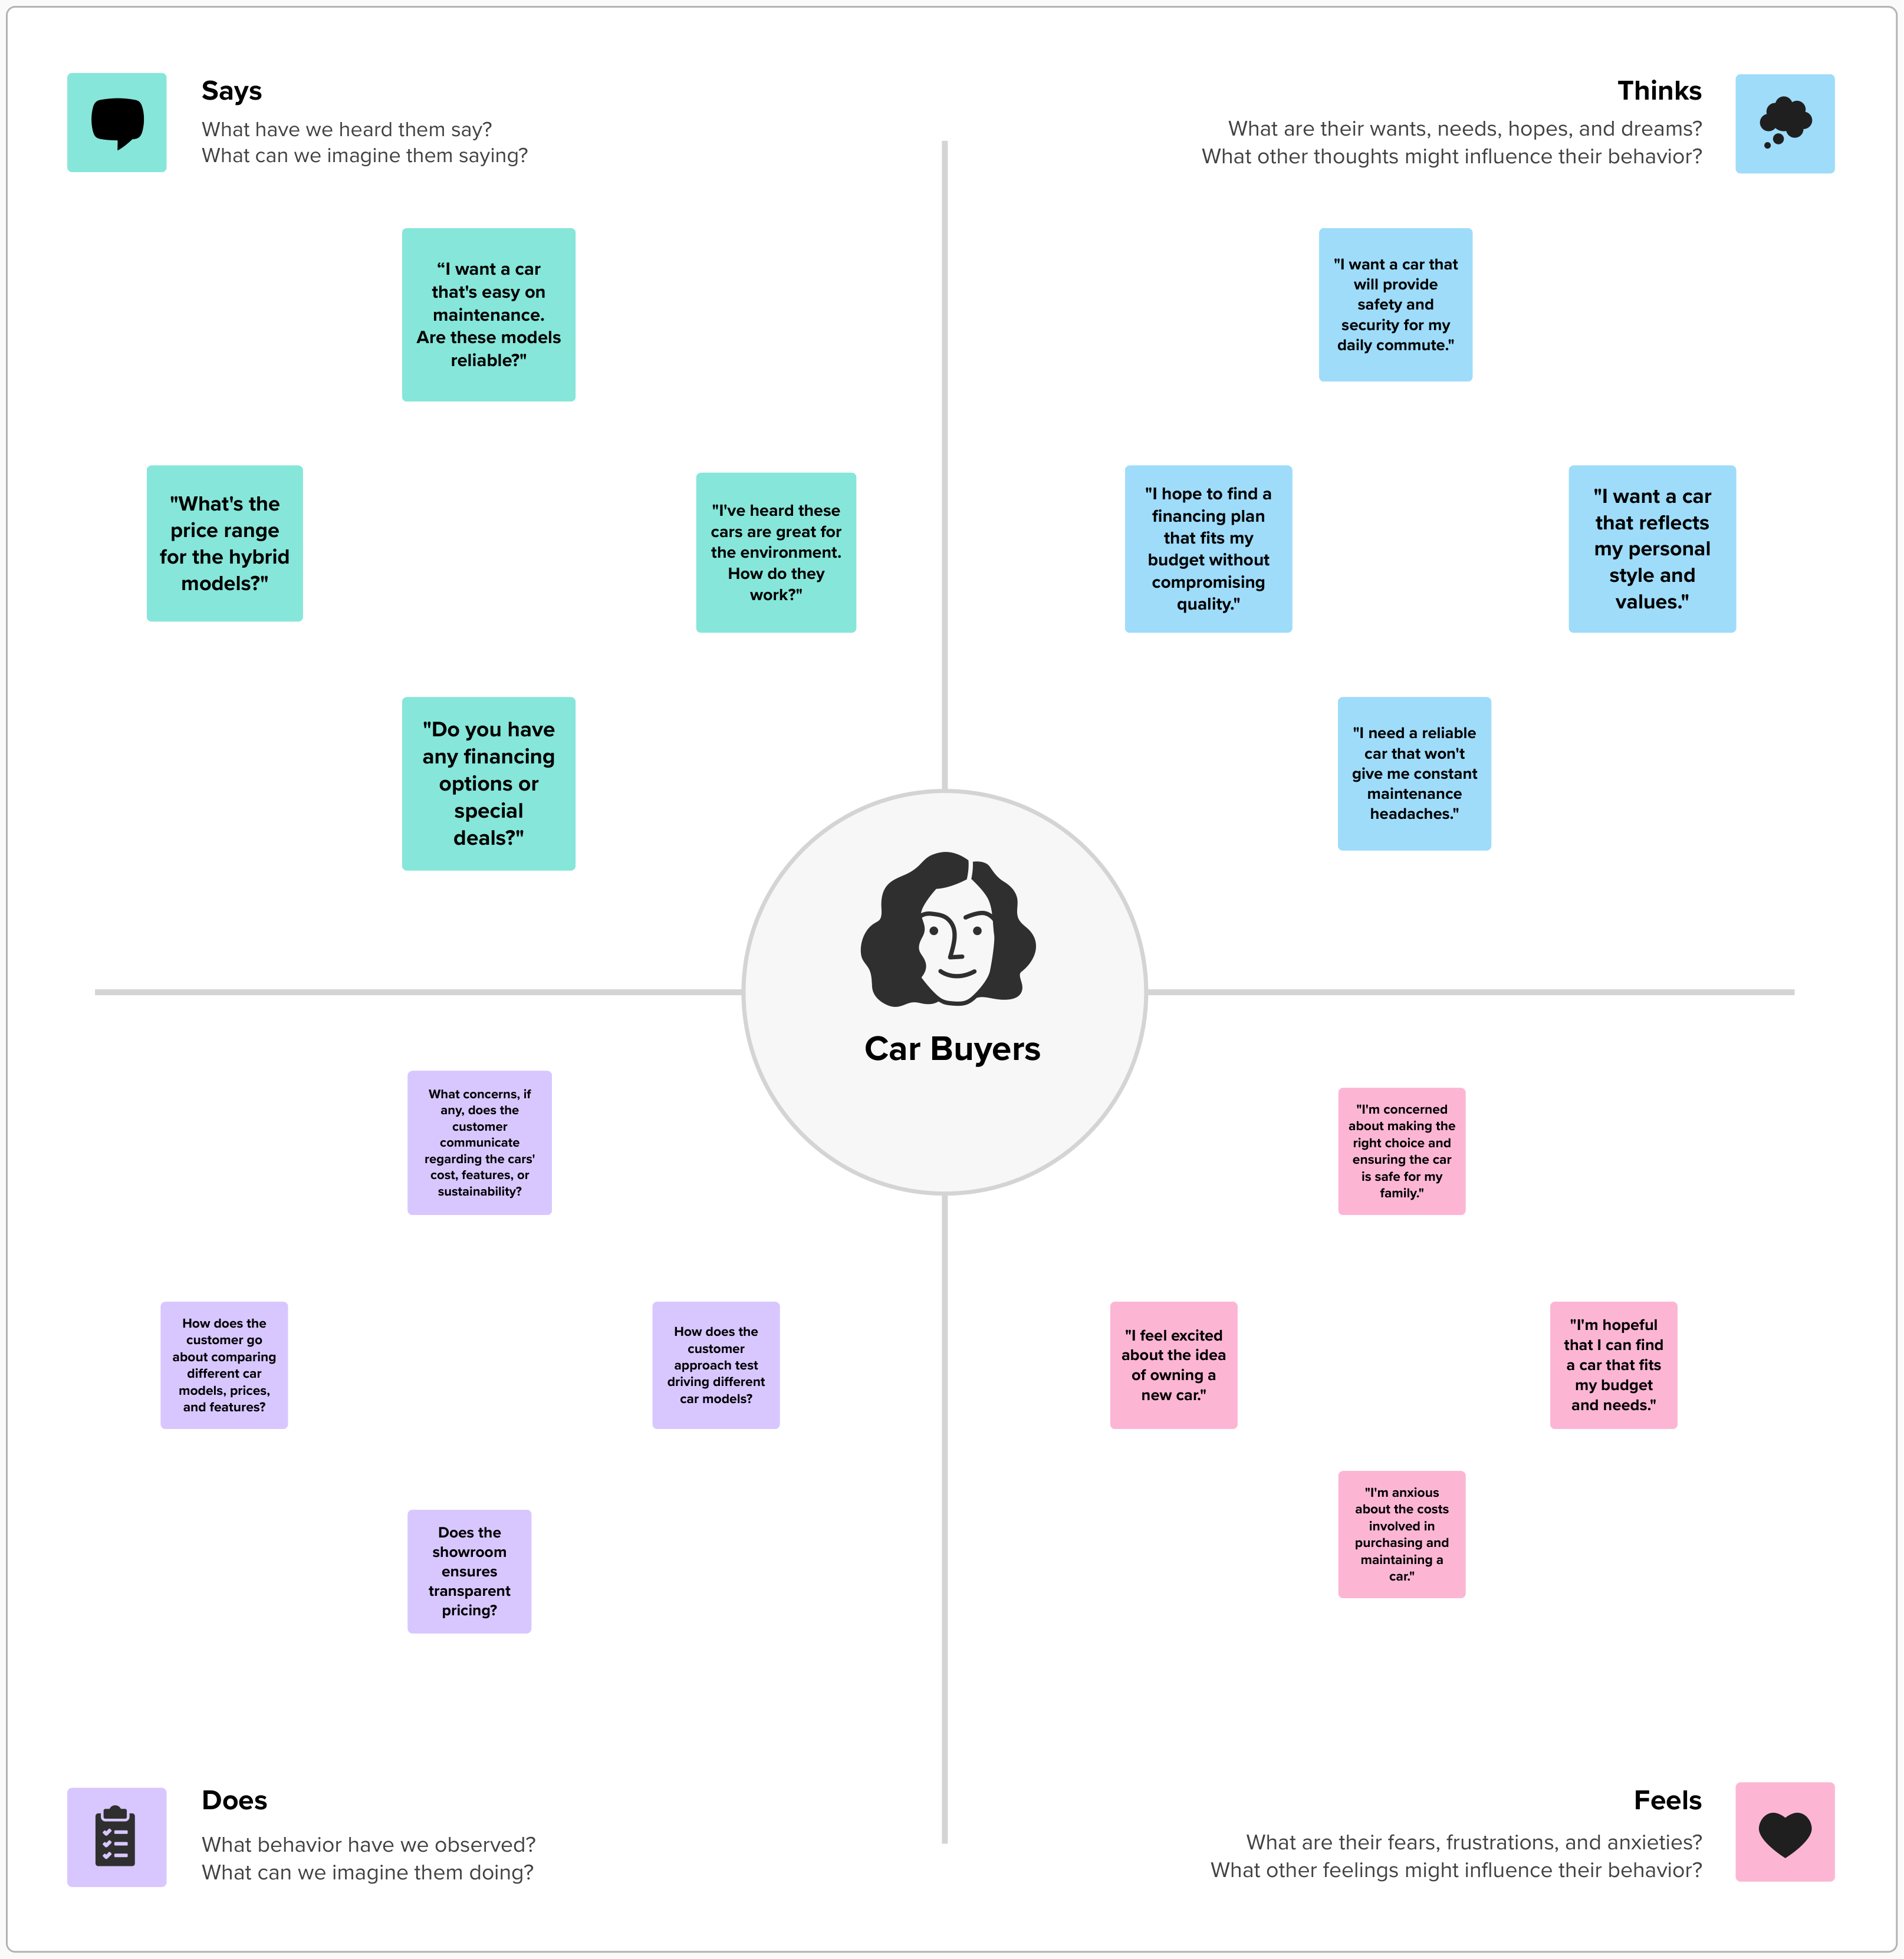 Says
What have we heard them say?
What can we imagine them saying?
“I want a car
that's easy on
maintenance.
Are these models
reliable?"
"What's the
price range
for the hybrid
models?"
"I've heard these
cars are great for
the environment.
How do they
work?"
"Do you have
any financing
options or
special
deals?"
Thinks
What are their wants, needs, hopes, and dreams?
What other thoughts might influence their behavior?
"I want a car that
will provide
safety and
security for my
daily commute."
"I hope to find a
financing plan
that fits my
budget without
compromising
quality."
"I want a car
that reflects
my personal
style and
values."
"I need a reliable
car that won't
give me constant
maintenance
headaches."
Car Buyers
What concerns, if
any, does the
customer
communicate
regarding the cars'
cost, features, or
sustainability?
How does the
customer go
about comparing
different car
models, prices,
and features?
How does the
customer
approach test
driving different
car models?
Does the
showroom
ensures
transparent
pricing?
Does
What behavior have we observed?
What can we imagine them doing?
"I'm concerned
about making the
right choice and
ensuring the car
is safe for my
family."
"I feel excited
about the idea
of owning a
new car."
"I'm hopeful
that I can find
a car that fits
my budget
and needs."
"I'm anxious
about the costs
involved in
purchasing and
maintaining a
car."
Feels
What are their fears, frustrations, and anxieties?
What other feelings might influence their behavior?